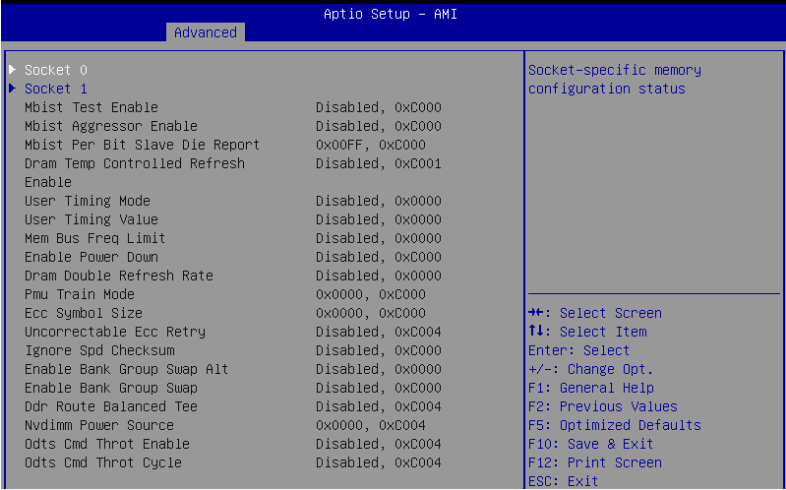 Aptio Setup – AMI
Advanced
Socket 0
Socket 1
Mbist Test Enable Disabled, 0xC000
Mbist Aggressor Enable Disabled, 0xC000
Mbist Per Bit Slave Die Report 0x00FF, 0xC000
Dram Temp Controlled Refresh Disabled, 0xC001
Enable
User Timing Mode Disabled, 0x0000
User Timing Value Disabled, 0x0000
Mem Bus Freq Limit Disabled, 0x0000
Enable Power Down Disabled, 0xC000
Dram Double Refresh Rate Disabled, 0x0000
Pmu Train Mode 0x0000, 0xC000
Ecc Symbol Size 0x0000, 0xC000
Uncorrectable Ecc Retry Disabled, 0xC004
Ignore Spd Checksum Disabled, 0xC000
Enable Bank Group Swap Alt Disabled, 0xC000
Enable Bank Group Swap Disabled, 0xC000
Ddr Route Balanced Tee Disabled, 0xC004
Nvdimm Power Source 0x0000, 0xC004
Odts Cmd Throt Enable Disabled, 0xC004
Odts Cmd Throt Cycle Disabled, 0xC004
Socket-specific memory
configuration status
→←: Select Screen
↑↓: Select Item
Enter: Select
+/-: Change Opt.
F1: General Help
F2: Previous Values
F5: Optimized Defaults
F10: Save & Exit
F12: Print Screen
ESC: Exit